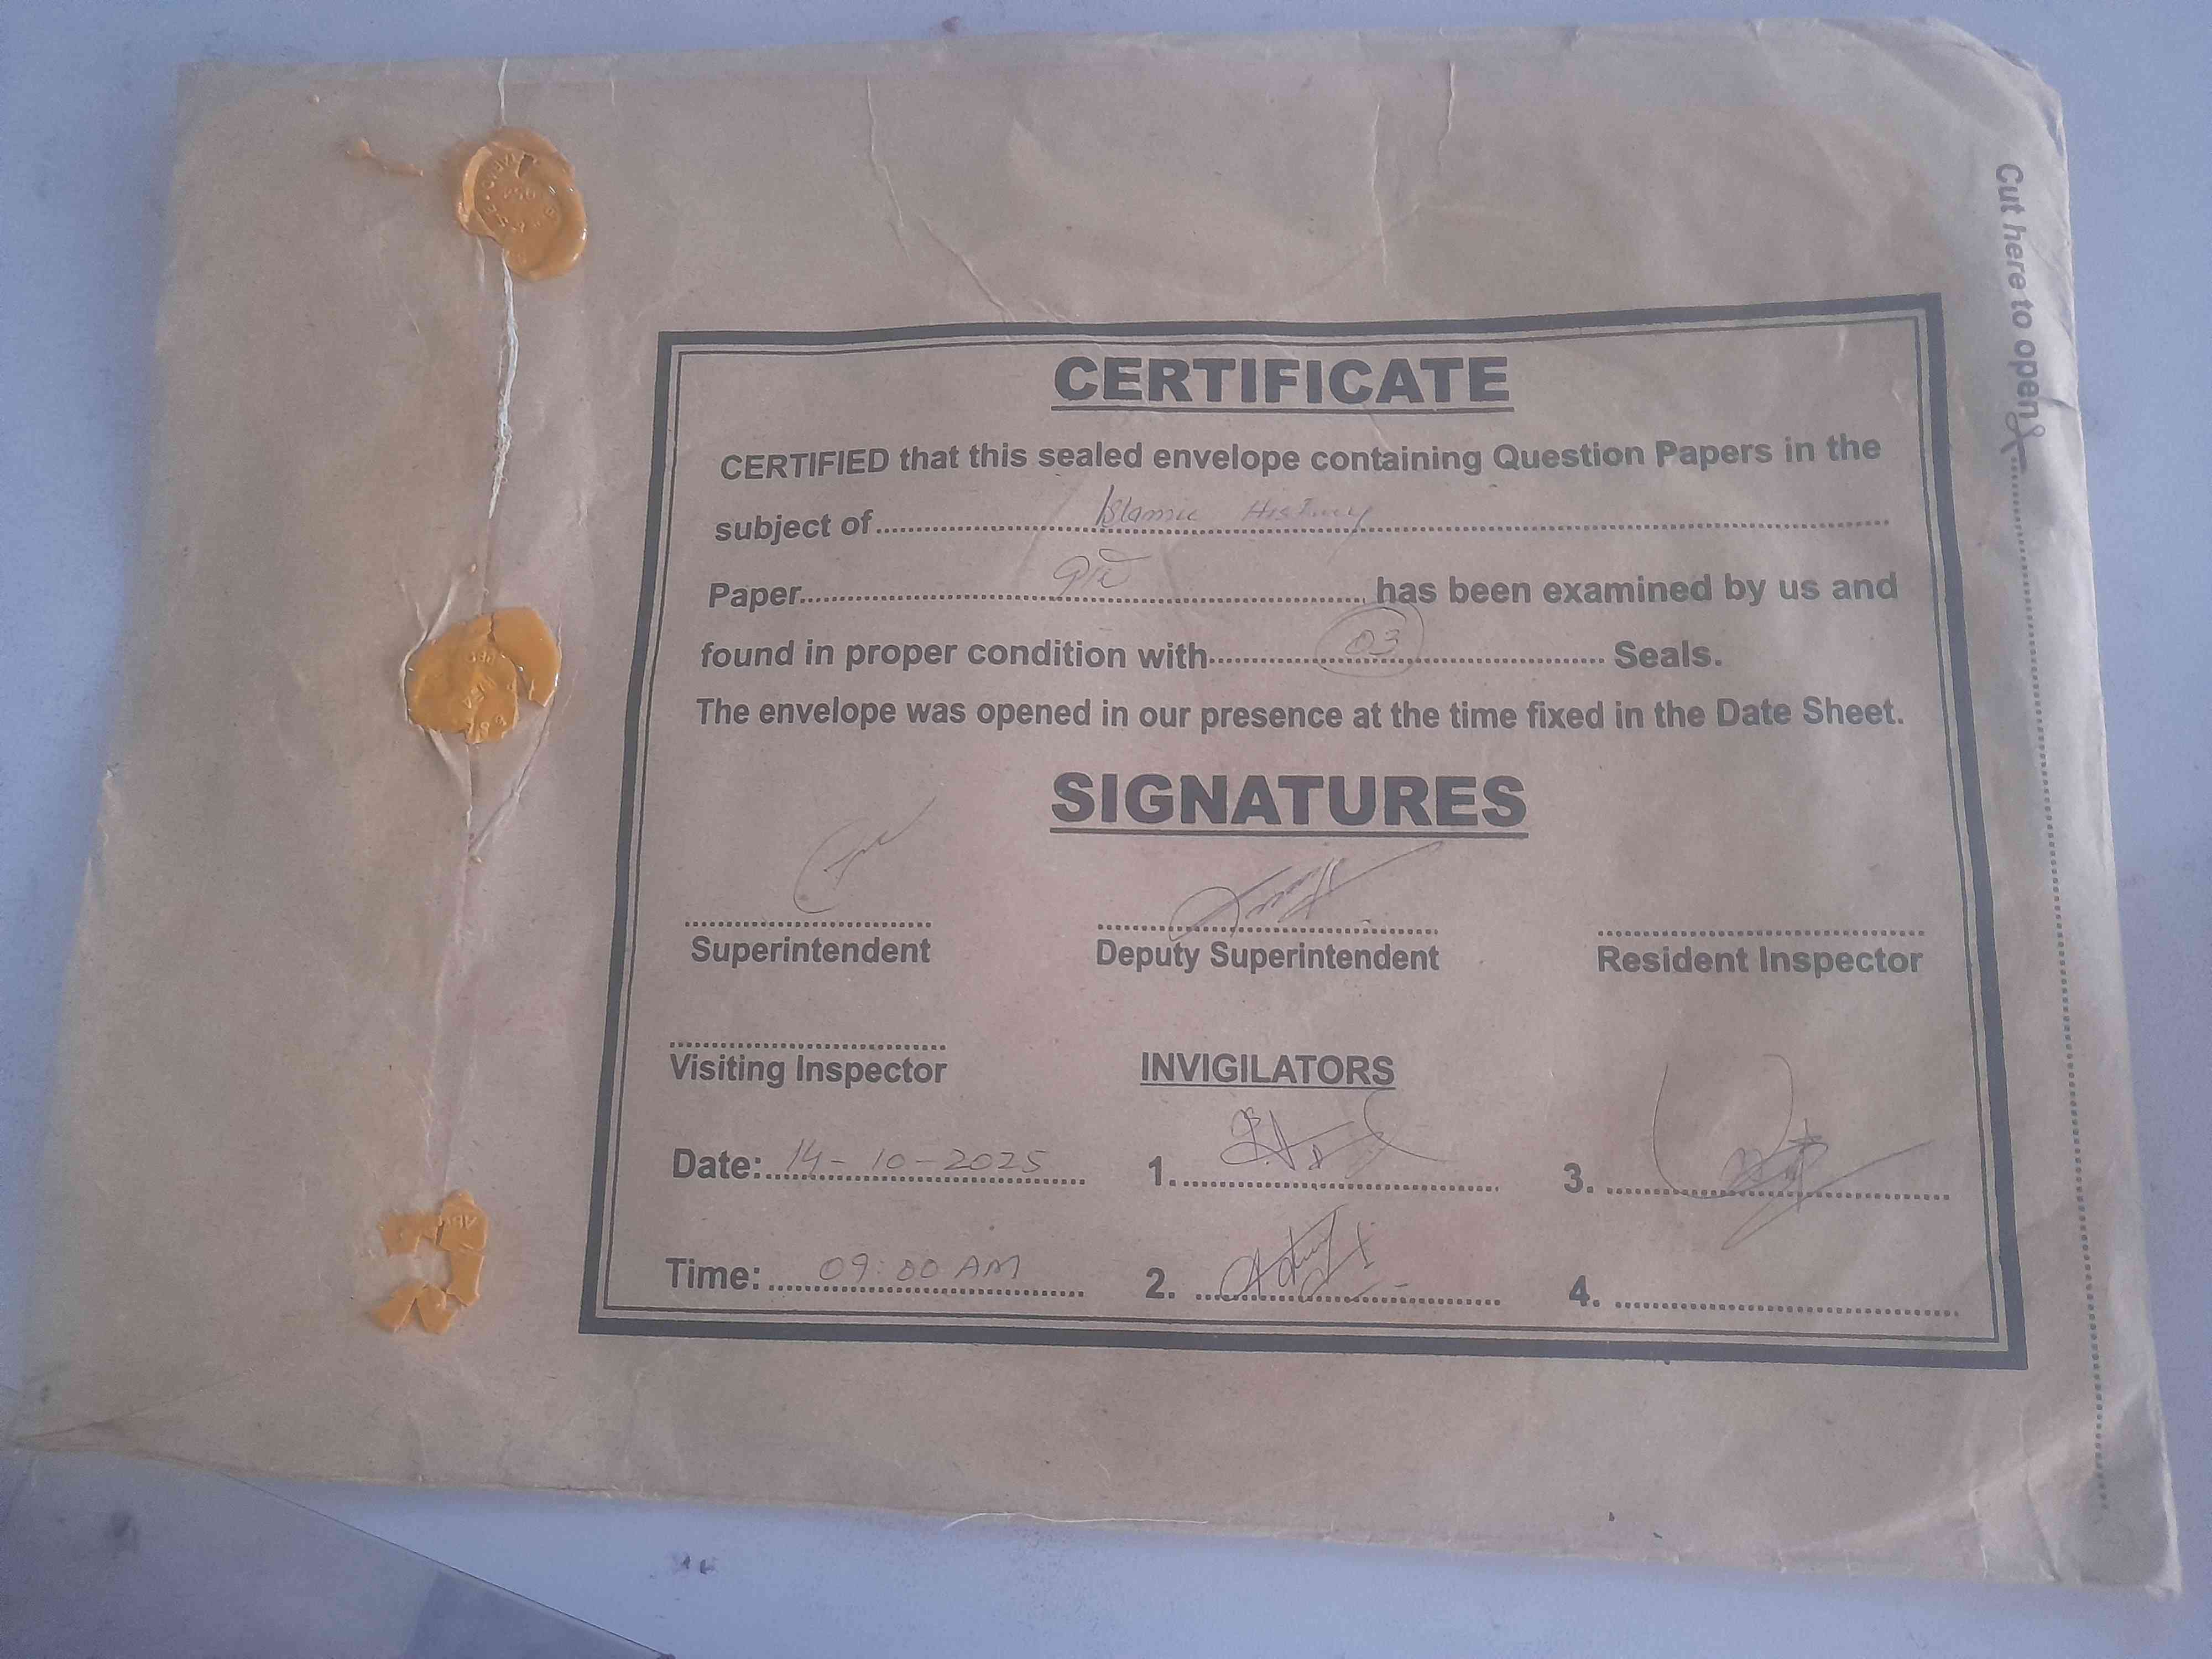 Cut here to open
CERTIFICATE
CERTIFIED that this sealed envelope containing Question Papers in the
subject of Islamic History
Paper has been examined by us and
found in proper condition with 03 Seals.
The envelope was opened in our presence at the time fixed in the Date Sheet.
SIGNATURES
Superintendent Deputy Superintendent Resident Inspector
Visiting Inspector INVIGILATORS
Date: 14-10-2025 1. 3.
Time: 09:00 AM 2. 4.